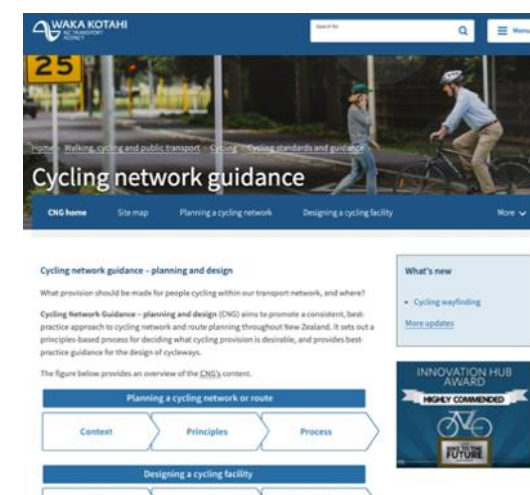 WAKA KOTAHI
NZ TRANSPORT
AGENCY
Search for
Menu
25
Home - Walking, cycling and public transport - Cycling - Cycling standards and guidance
Cycling network guidance
CNG home Site map Planning a cycling network Designing a cycling facility More
Cycling network guidance – planning and design
What provision should be made for people cycling within our transport network, and where?
Cycling Network Guidance – planning and design (CNG) aims to promote a consistent, best-
practice approach to cycling network and route planning throughout New Zealand. It sets out a
principles-based process for deciding what cycling provision is desirable, and provides best-
practice guidance for the design of cycleways.
The figure below provides an overview of the CNG's content.
Planning a cycling network or route
Context Principles Process
Designing a cycling facility
What's new
• Cycling wayfinding
More updates
INNOVATION HUB
AWARD
HIGHLY COMMENDED
BIKE TO THE
FUTURE